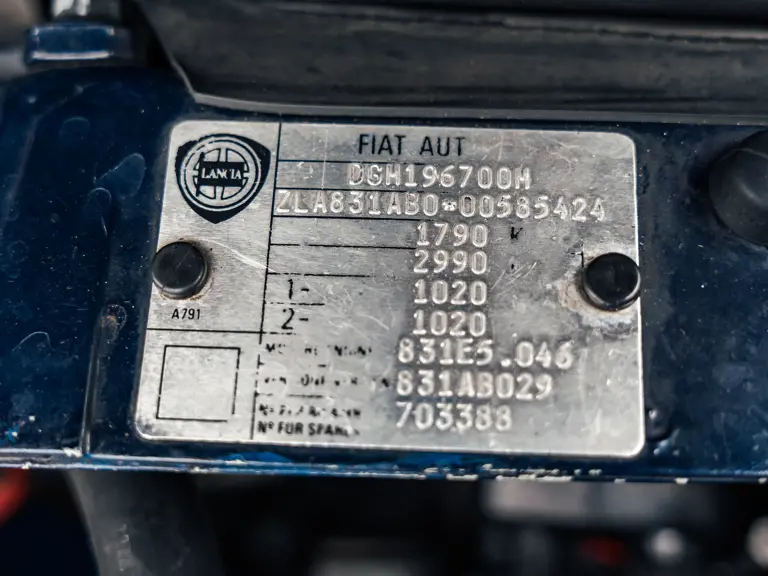 LANCIA
FIAT AUT
DGM196700M
ZLA831AB0*00585424
1790 K
2990
1- 1020
2- 1020
831E5.046
831AB029
703388
Nº FÜR SPARES
A791